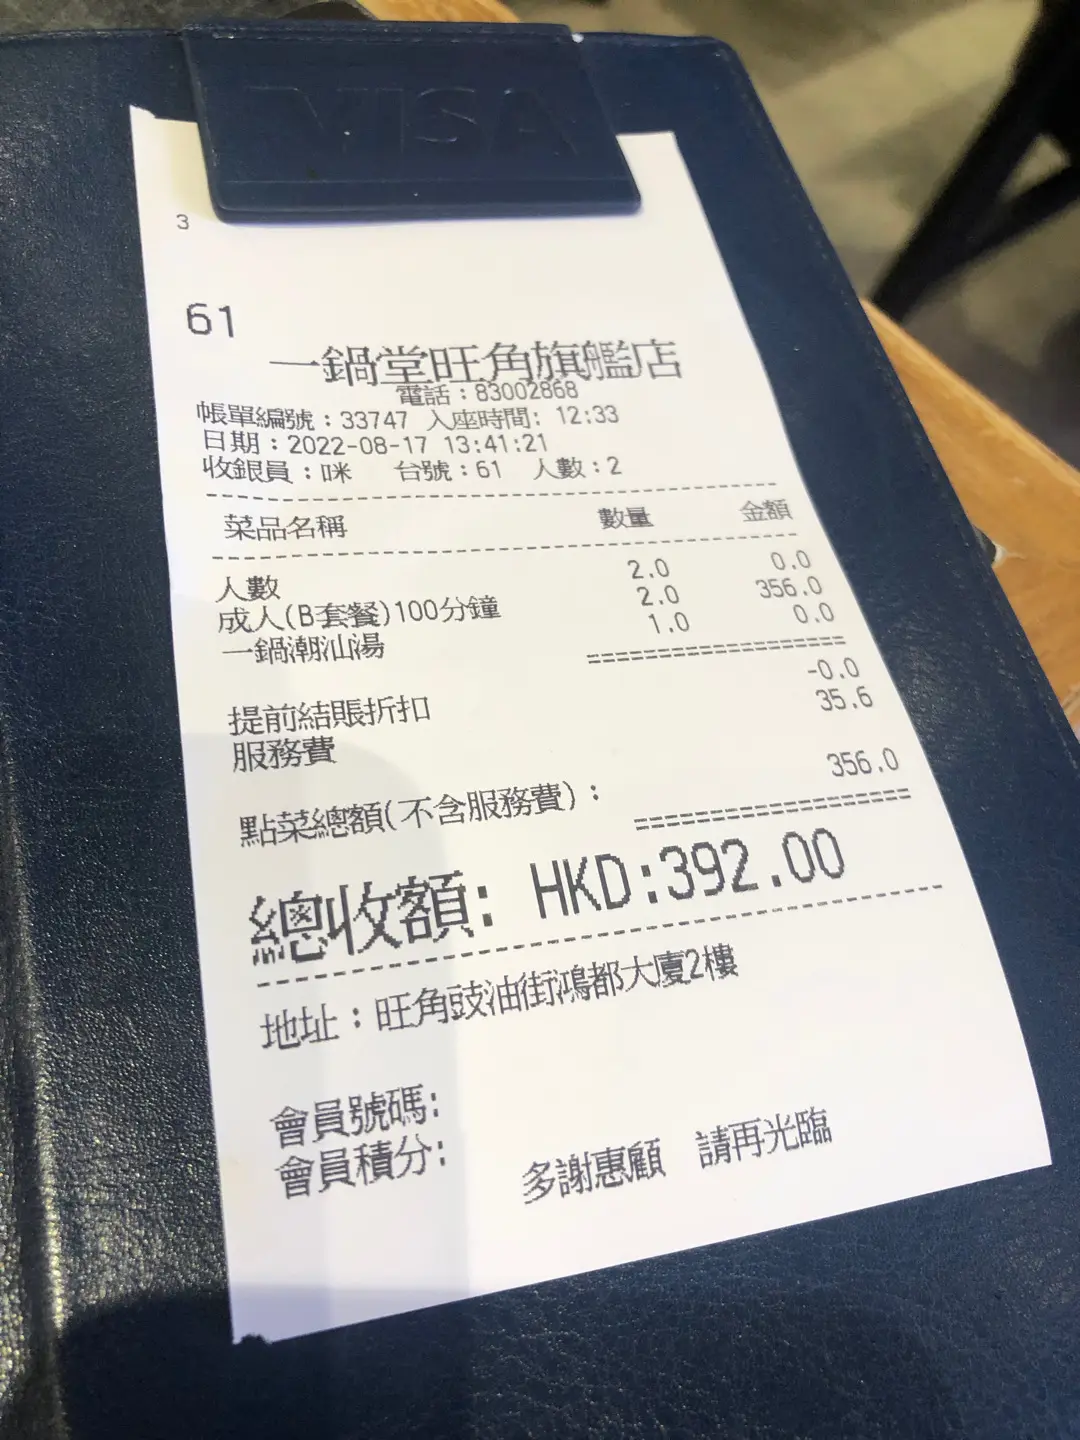 VISA
3
61
一鍋堂旺角旗艦店
電話：83002868
帳單編號：33747 入座時間: 12:33
日期：2022-08-17 13:41:21
收銀員：咪 台號：61 人數：2
菜品名稱 數量 金額
人數 2.0 0.0
成人(B套餐)100分鐘 2.0 356.0
一鍋潮汕湯 1.0 0.0
提前結賬折扣 -0.0
服務費 35.6
點菜總額(不含服務費)： 356.0
總收額: HKD:392.00
地址：旺角豉油街鴻都大廈2樓
會員號碼:
會員積分:
多謝惠顧 請再光臨